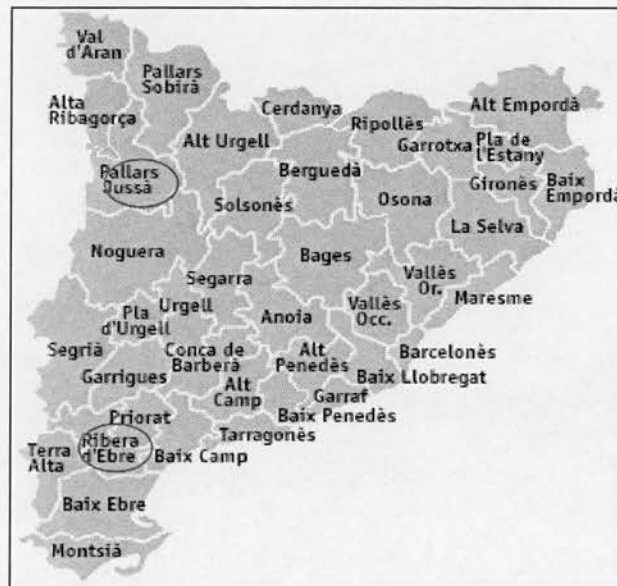 Val
d'Aran
Pallars
Sobirà
Alta
Ribagorça
Cerdanya
Alt Empordà
Ripollès
Alt Urgell
Garrotxa
Pla de
l'Estany
Berguedà
Pallars
Jussà
Gironès
Baix
Empordà
Solsonès
Osona
La Selva
Noguera
Bages
Segarra
Vallès
Or.
Maresme
Urgell
Pla
d'Urgell
Anoia
Vallès
Occ.
Segrià
Conca de
Barberà
Alt
Penedès
Barcelonès
Garrigues
Baix Llobregat
Alt
Camp
Garraf
Baix Penedès
Priorat
Tarragonès
Ribera
d'Ebre
Terra
Alta
Baix Camp
Baix Ebre
Montsià